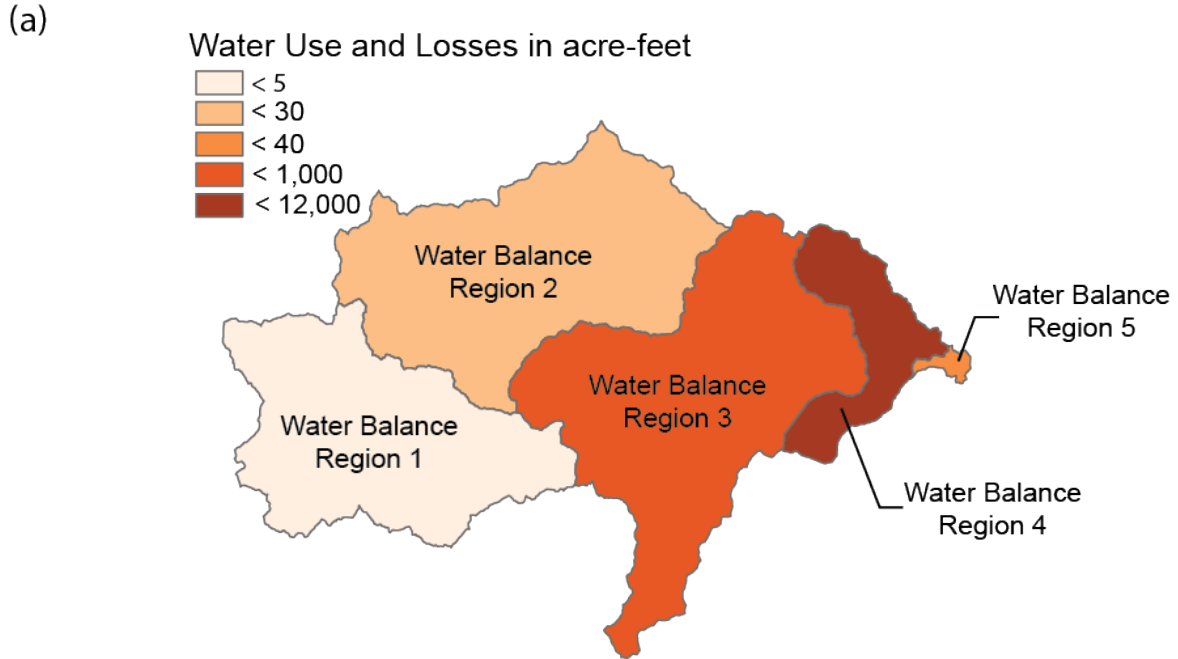 (a)
Water Use and Losses in acre-feet
< 5
< 30
< 40
< 1,000
< 12,000
Water Balance
Region 2
Water Balance
Region 5
Water Balance
Region 3
Water Balance
Region 1
Water Balance
Region 4